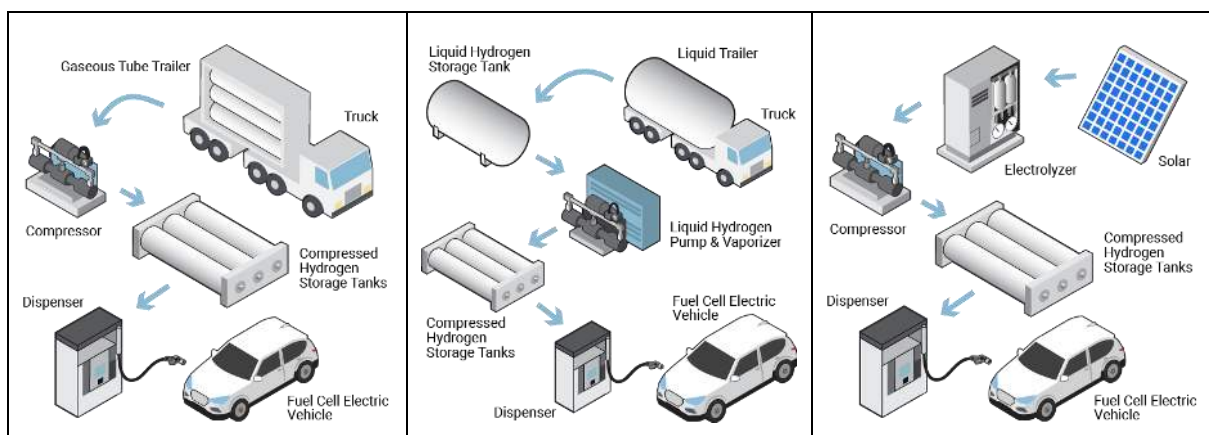 Gaseous Tube Trailer
Truck
Compressor
Compressed
Hydrogen
Storage Tanks
Dispenser
Fuel Cell Electric
Vehicle
Liquid Hydrogen
Storage Tank
Liquid Trailer
Truck
Liquid Hydrogen
Pump & Vaporizer
Compressed
Hydrogen
Storage Tanks
Fuel Cell Electric
Vehicle
Dispenser
Electrolyzer
Solar
Compressor
Compressed
Hydrogen
Storage Tanks
Dispenser
Fuel Cell Electric
Vehicle